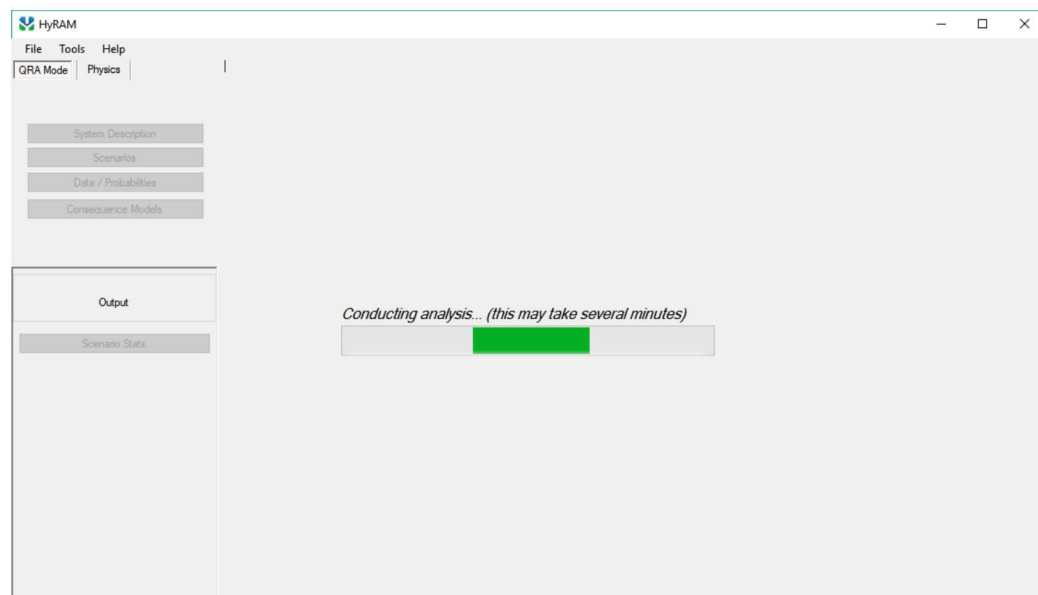 HyRAM
File Tools Help
QRA Mode Physics
System Description
Scenarios
Data / Probabilities
Consequence Models
Output
Scenario Stats
Conducting analysis... (this may take several minutes)